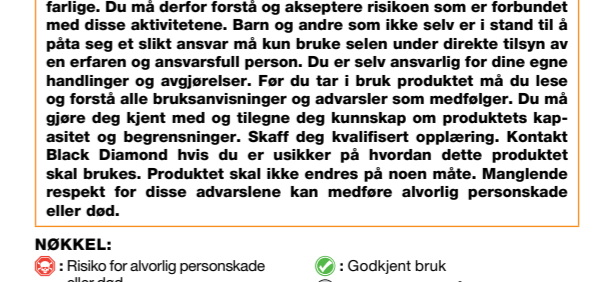 farlige. Du må derfor forstå og akseptere risikoen som er forbundet
med disse aktivitetene. Barn og andre som ikke selv er i stand til å
påta seg et slikt ansvar må kun bruke selen under direkte tilsyn av
en erfaren og ansvarsfull person. Du er selv ansvarlig for dine egne
handlinger og avgjørelser. Før du tar i bruk produktet må du lese
og forstå alle bruksanvisninger og advarsler som medfølger. Du må
gjøre deg kjent med og tilegne deg kunnskap om produktets kap-
asitet og begrensninger. Skaff deg kvalifisert opplæring. Kontakt
Black Diamond hvis du er usikker på hvordan dette produktet
skal brukes. Produktet skal ikke endres på noen måte. Manglende
respekt for disse advarslene kan medføre alvorlig personskade
eller død.
NØKKEL:
: Risiko for alvorlig personskade
eller død
: Godkjent bruk